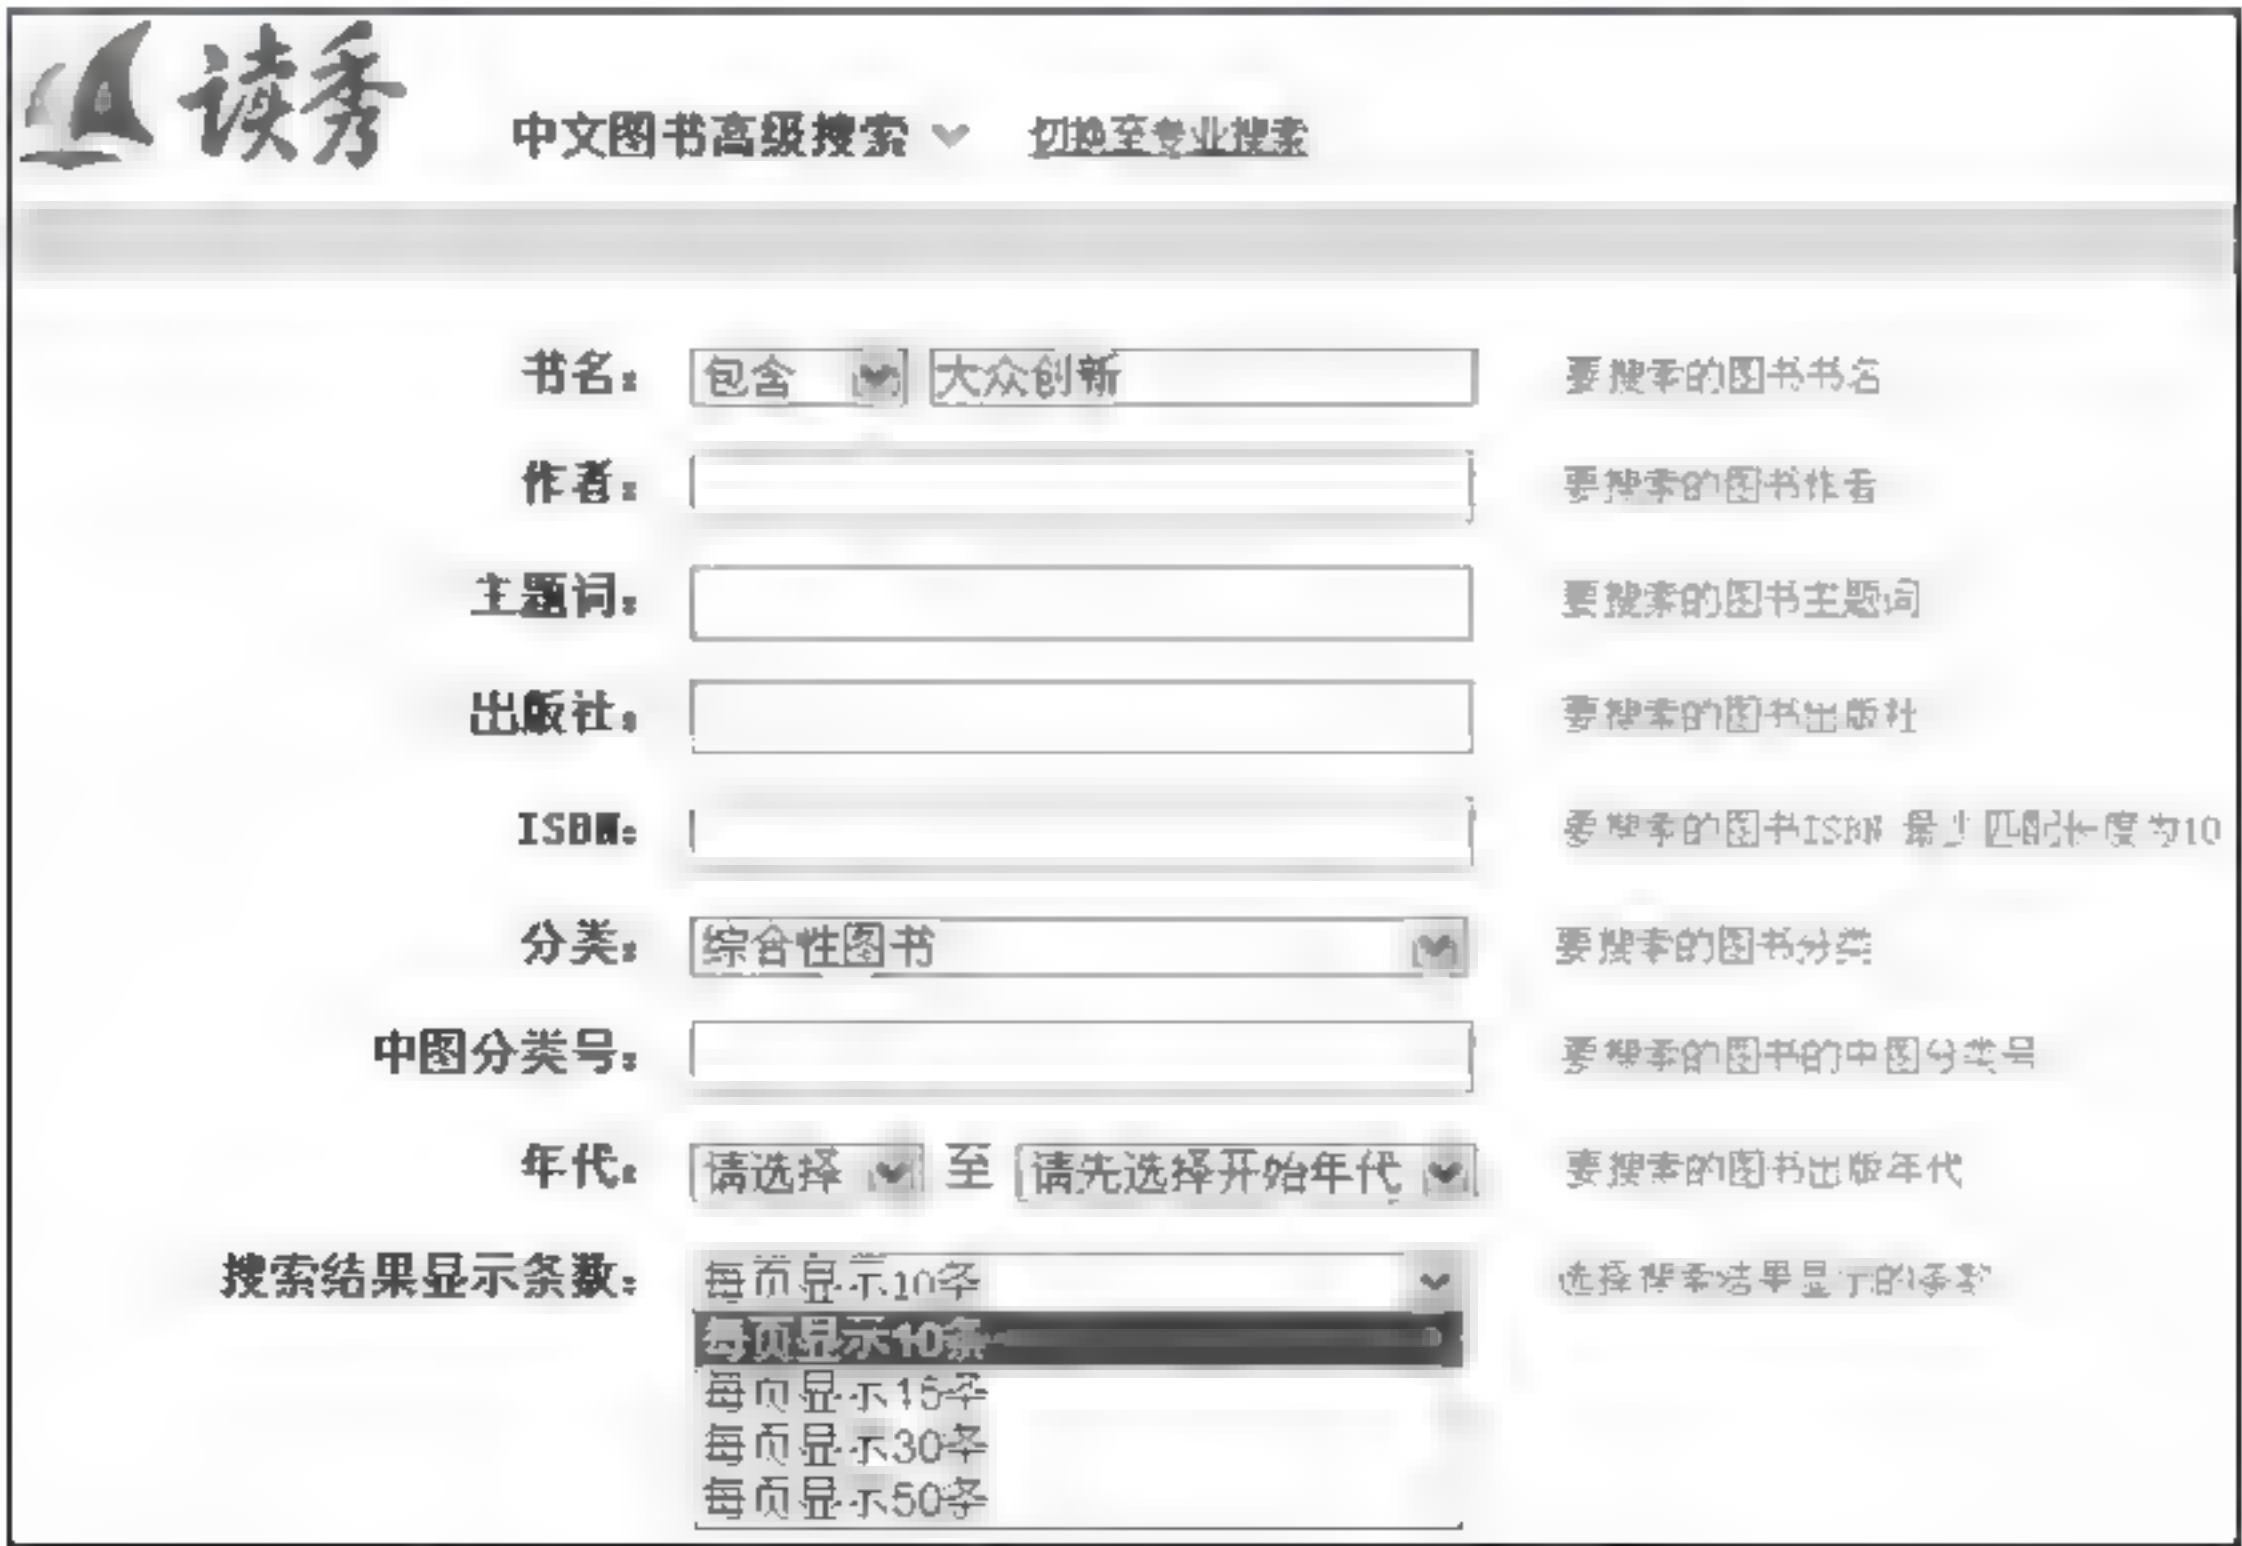 读秀
中文图书高级搜索 切换至专业搜索
书名: 包含 大众创新 要搜索的图书书名
作者: 要搜索的图书作者
主题词: 要搜索的图书主题词
出版社: 要搜索的图书出版社
ISBN: 要搜索的图书ISBN 最少匹配长度为10
分类: 综合性图书 要搜索的图书分类
中图分类号: 要搜索的图书的中图分类号
年代: 请选择 至 请先选择开始年代 要搜索的图书出版年代
搜索结果显示条数: 每页显示10条 选择搜索结果显示的条数
每页显示10条
每页显示15条
每页显示30条
每页显示50条